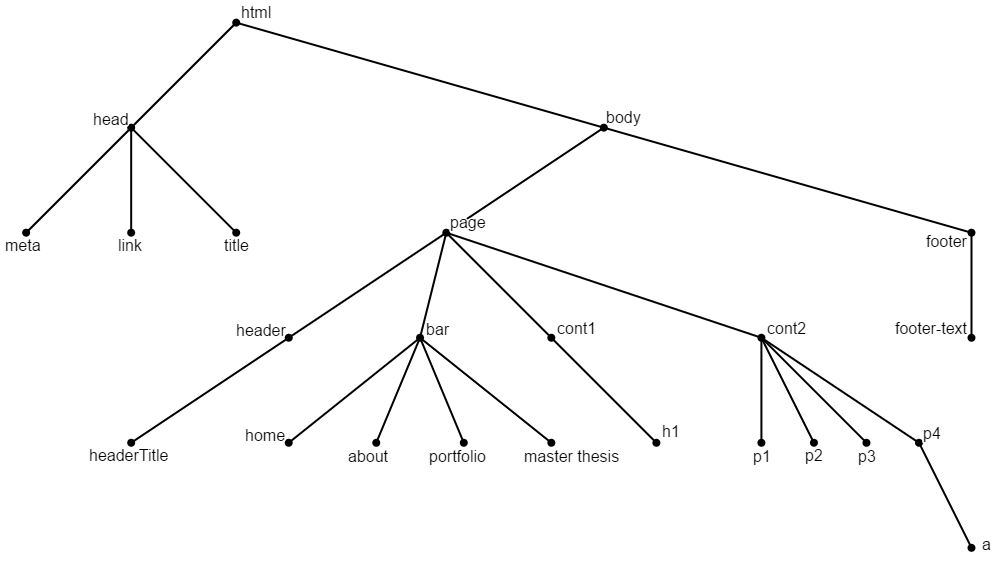 html
head
body
meta
link
title
page
footer
header
bar
cont1
cont2
footer-text
headerTitle
home
about
portfolio
master thesis
h1
p1
p2
p3
p4
a